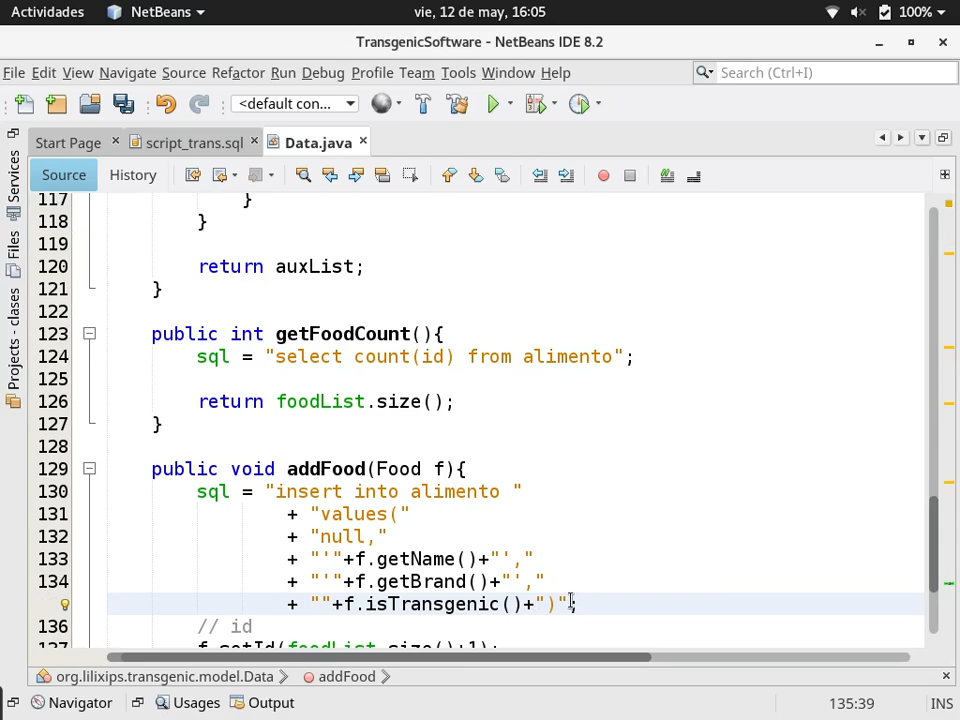 Actividades NetBeans vie, 12 de may, 16:05 100%
TransgenicSoftware - NetBeans IDE 8.2
File Edit View Navigate Source Refactor Run Debug Profile Team Tools Window Help Search (Ctrl+I)
<default con...
Start Page script_trans.sql Data.java
Source History
Services
Files
Projects - clases
117 }
118 }
119
120 return auxList;
121 }
122
123 public int getFoodCount(){
124 sql = "select count(id) from alimento";
125
126 return foodList.size();
127 }
128
129 public void addFood(Food f){
130 sql = "insert into alimento "
131 + "values("
132 + "null,"
133 + "'"+f.getName()+"',"
134 + "'"+f.getBrand()+"',"
+ ""+f.isTransgenic()+")";
136 // id
137 f.setId(foodList.size()+1);
org.lilixips.transgenic.model.Data addFood
Navigator Usages Output 135:39 INS